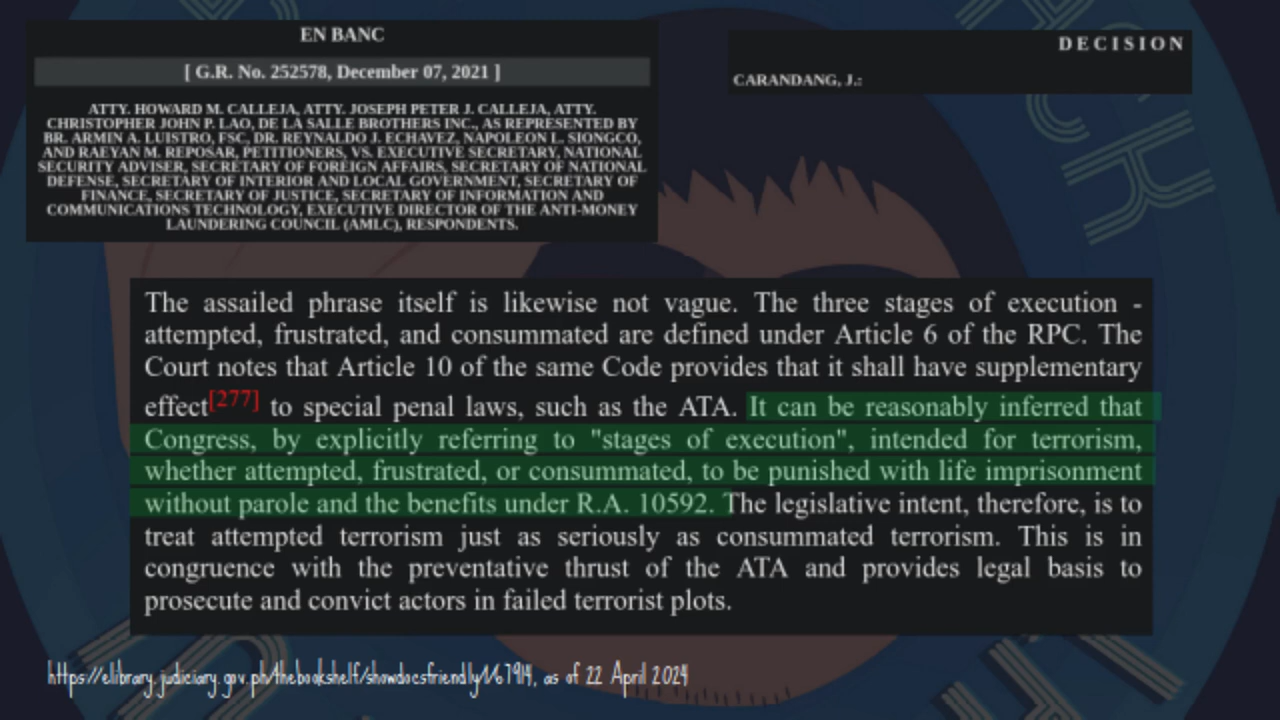 EN BANC
[ G.R. No. 252578, December 07, 2021 ]
ATTY. HOWARD M. CALLEJA, ATTY. JOSEPH PETER J. CALLEJA, ATTY.
CHRISTOPHER JOHN P. LAO, DE LA SALLE BROTHERS INC., AS REPRESENTED BY
BR. ARMIN A. LUISTRO, FSC, DR. REYNALDO J. ECHAVEZ, NAPOLEON L. SIONGCO,
AND RAEYAN M. REPOSAR, PETITIONERS, VS. EXECUTIVE SECRETARY, NATIONAL
SECURITY ADVISER, SECRETARY OF FOREIGN AFFAIRS, SECRETARY OF NATIONAL
DEFENSE, SECRETARY OF INTERIOR AND LOCAL GOVERNMENT, SECRETARY OF
FINANCE, SECRETARY OF JUSTICE, SECRETARY OF INFORMATION AND
COMMUNICATIONS TECHNOLOGY, EXECUTIVE DIRECTOR OF THE ANTI-MONEY
LAUNDERING COUNCIL (AMLC), RESPONDENTS.
DECISION
CARANDANG, J.:
The assailed phrase itself is likewise not vague. The three stages of execution -
attempted, frustrated, and consummated are defined under Article 6 of the RPC. The
Court notes that Article 10 of the same Code provides that it shall have supplementary
effect[277] to special penal laws, such as the ATA. It can be reasonably inferred that
Congress, by explicitly referring to "stages of execution", intended for terrorism,
whether attempted, frustrated, or consummated, to be punished with life imprisonment
without parole and the benefits under R.A. 10592. The legislative intent, therefore, is to
treat attempted terrorism just as seriously as consummated terrorism. This is in
congruence with the preventative thrust of the ATA and provides legal basis to
prosecute and convict actors in failed terrorist plots.
https://elibrary.judiciary.gov.ph/thebookshelf/showdocsfriendly/1/67914, as of 22 April 2024